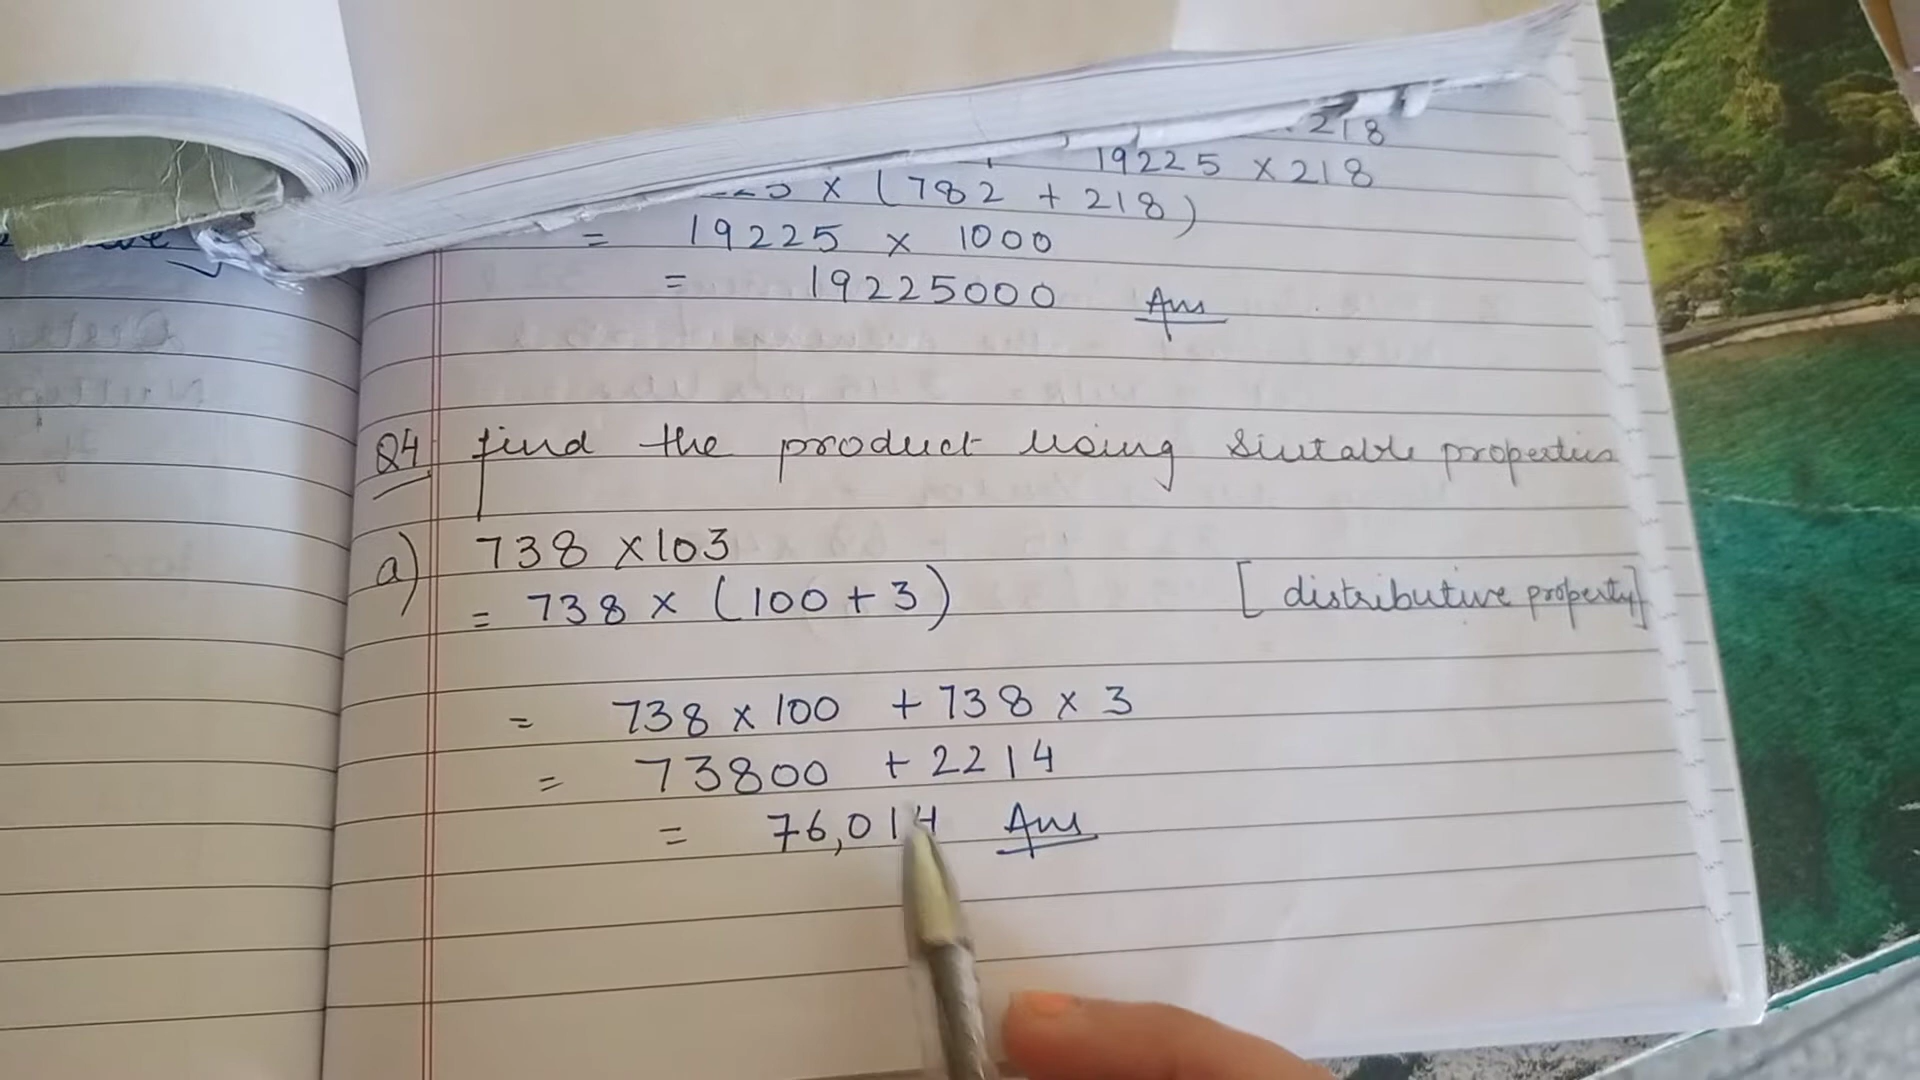 218
19225 × 218
× (782 + 218)
= 19225 × 1000
= 19225000 Ans
Q4 find the product using Siutable properties
a) 738 × 103
= 738 × (100 + 3) [distributive property]
= 738 × 100 + 738 × 3
= 73800 + 2214
= 76,014 Ans